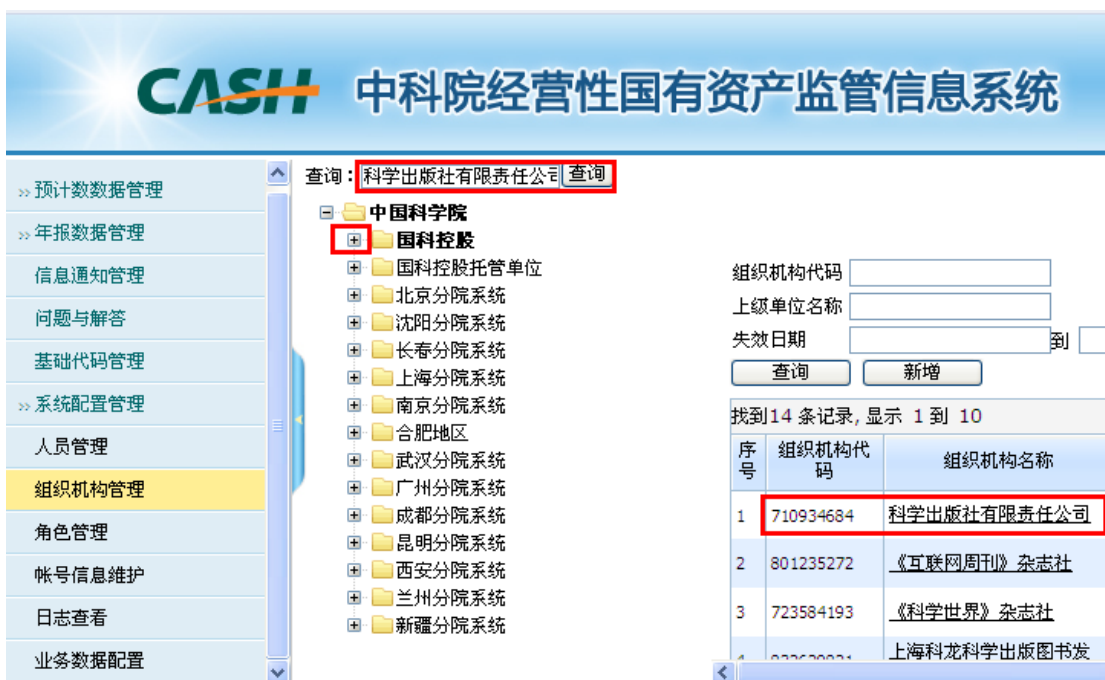 CASH 中科院经营性国有资产监管信息系统
» 预计数数据管理
» 年报数据管理
信息通知管理
问题与解答
基础代码管理
» 系统配置管理
人员管理
组织机构管理
角色管理
帐号信息维护
日志查看
业务数据配置
查询： 科学出版社有限责任公司 查询
中国科学院
国科控股
国科控股托管单位
北京分院系统
沈阳分院系统
长春分院系统
上海分院系统
南京分院系统
合肥地区
武汉分院系统
广州分院系统
成都分院系统
昆明分院系统
西安分院系统
兰州分院系统
新疆分院系统
组织机构代码
上级单位名称
失效日期 到
查询 新增
找到14 条记录, 显示 1 到 10
序号 组织机构代码 组织机构名称
1 710934684 科学出版社有限责任公司
2 801235272 《互联网周刊》杂志社
3 723584193 《科学世界》杂志社
上海科龙科学出版图书发